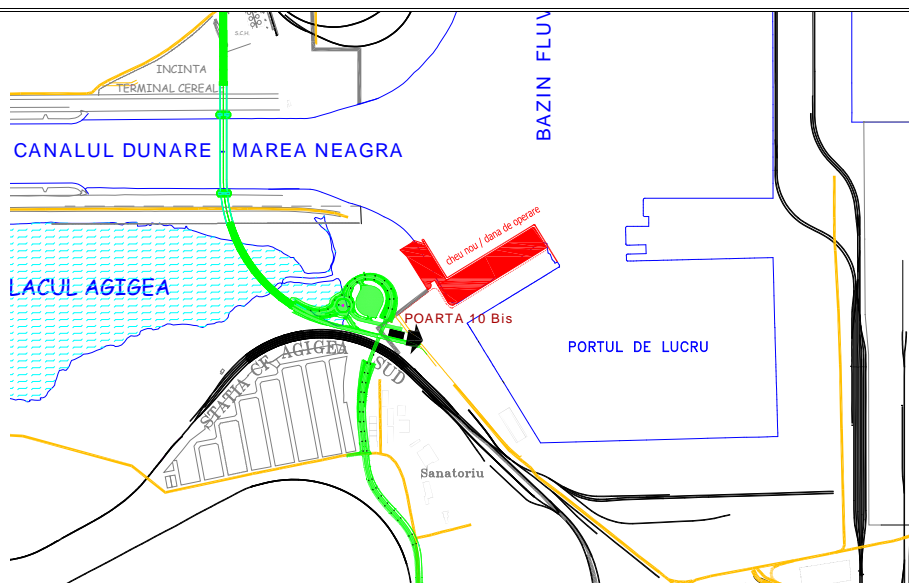 S.C.H.
INCINTA
TERMINAL CEREALE
BAZIN FLUV
CANALUL DUNARE - MAREA NEAGRA
cheu nou / dana de operare
LACUL AGIGEA
POARTA 10 Bis
PORTUL DE LUCRU
STATIA CF. AGIGEA SUD
Sanatoriu